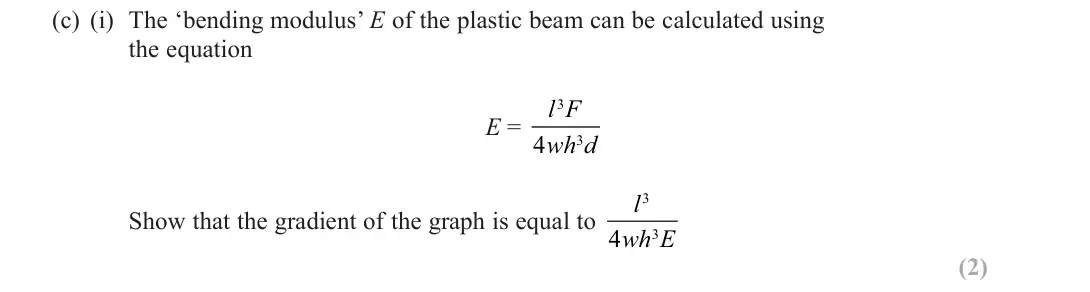 (c) (i) The ‘bending modulus’ E of the plastic beam can be calculated using
the equation
E = l³F / 4wh³d
Show that the gradient of the graph is equal to l³ / 4wh³E
(2)